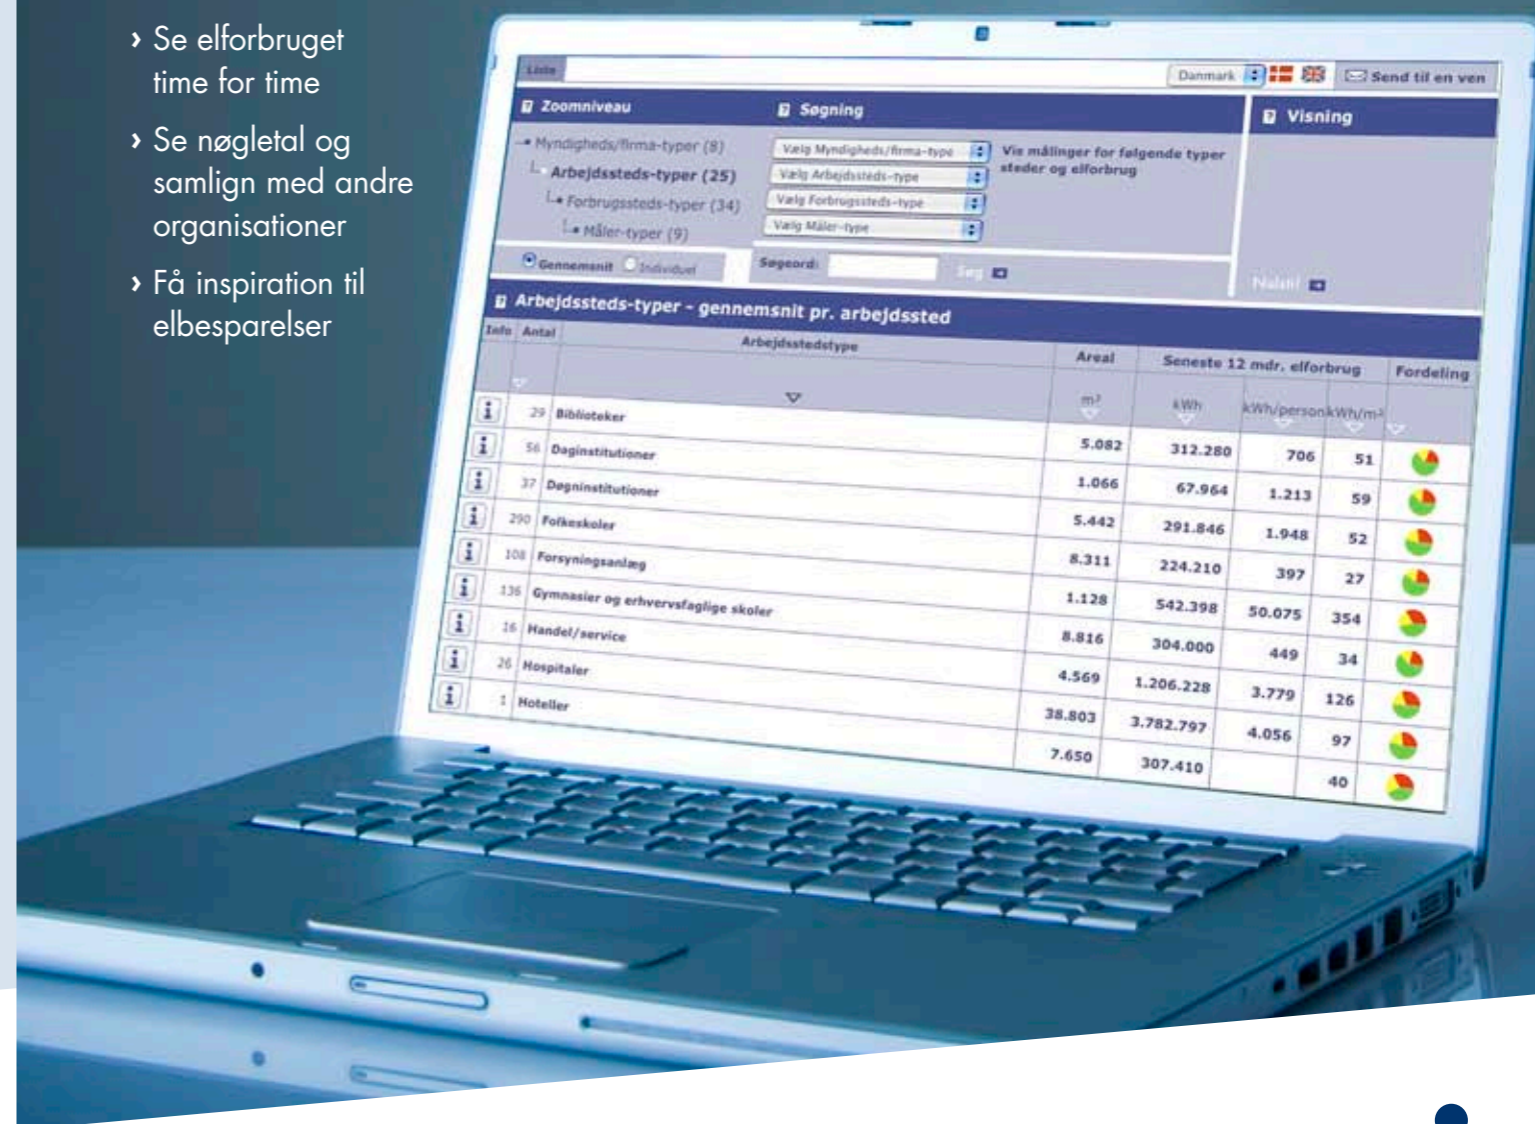 › Se elforbruget
time for time
› Se nøgletal og
samlign med andre
organisationer
› Få inspiration til
elbesparelser
Liste Danmark Send til en ven
Zoomniveau Søgning Visning
Myndigheds/firma-typer (8)
Arbejdssteds-typer (25)
Forbrugssteds-typer (34)
Måler-typer (9)
Vælg Myndigheds/firma-type
Vælg Arbejdssteds-type
Vælg Forbrugssteds-type
Vælg Måler-type
Vis målinger for følgende typer
steder og elforbrug
Gennemsnit Individuel Søgeord: Søg Nulstil
Arbejdssteds-typer - gennemsnit pr. arbejdssted
Info Antal Arbejdsstedstype Areal Seneste 12 mdr. elforbrug Fordeling
m² kWh kWh/person kWh/m²
29 Biblioteker 5.082 312.280 706 51
56 Daginstitutioner 1.066 67.964 1.213 59
37 Døgninstitutioner 5.442 291.846 1.948 52
290 Folkeskoler 8.311 224.210 397 27
108 Forsyningsanlæg 1.128 542.398 50.075 354
136 Gymnasier og erhvervsfaglige skoler 8.816 304.000 449 34
16 Handel/service 4.569 1.206.228 3.779 126
26 Hospitaler 38.803 3.782.797 4.056 97
1 Hoteller 7.650 307.410 40